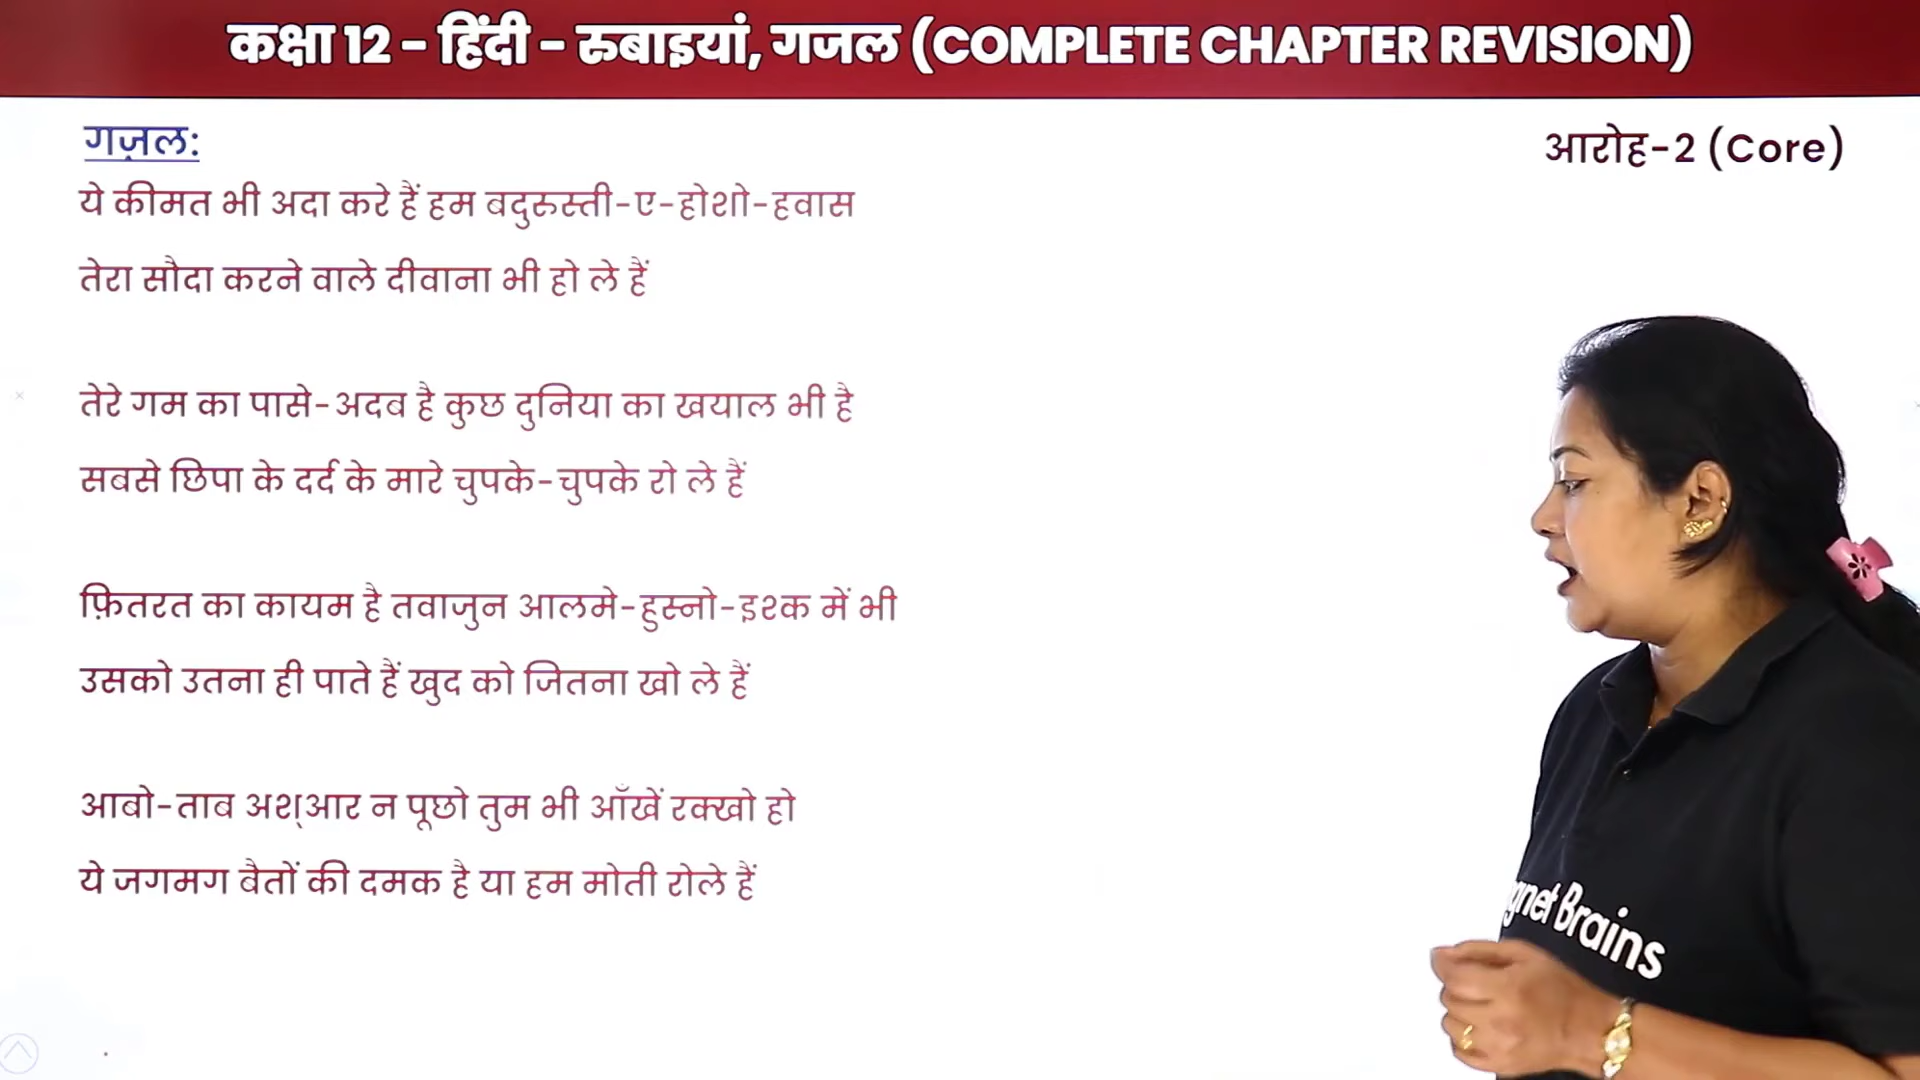 कक्षा 12 - हिंदी - रुबाइयां, गजल (COMPLETE CHAPTER REVISION)
गज़ल:
आरोह-2 (Core)
ये कीमत भी अदा करे हैं हम बदुरुस्ती-ए-होशो-हवास
तेरा सौदा करने वाले दीवाना भी हो ले हैं
तेरे गम का पासे-अदब है कुछ दुनिया का खयाल भी है
सबसे छिपा के दर्द के मारे चुपके-चुपके रो ले हैं
फ़ितरत का कायम है तवाजुन आलमे-हुस्नो-इश्क में भी
उसको उतना ही पाते हैं खुद को जितना खो ले हैं
आबो-ताब अश्आर न पूछो तुम भी आँखें रक्खो हो
ये जगमग बैतों की दमक है या हम मोती रोले हैं
Brains